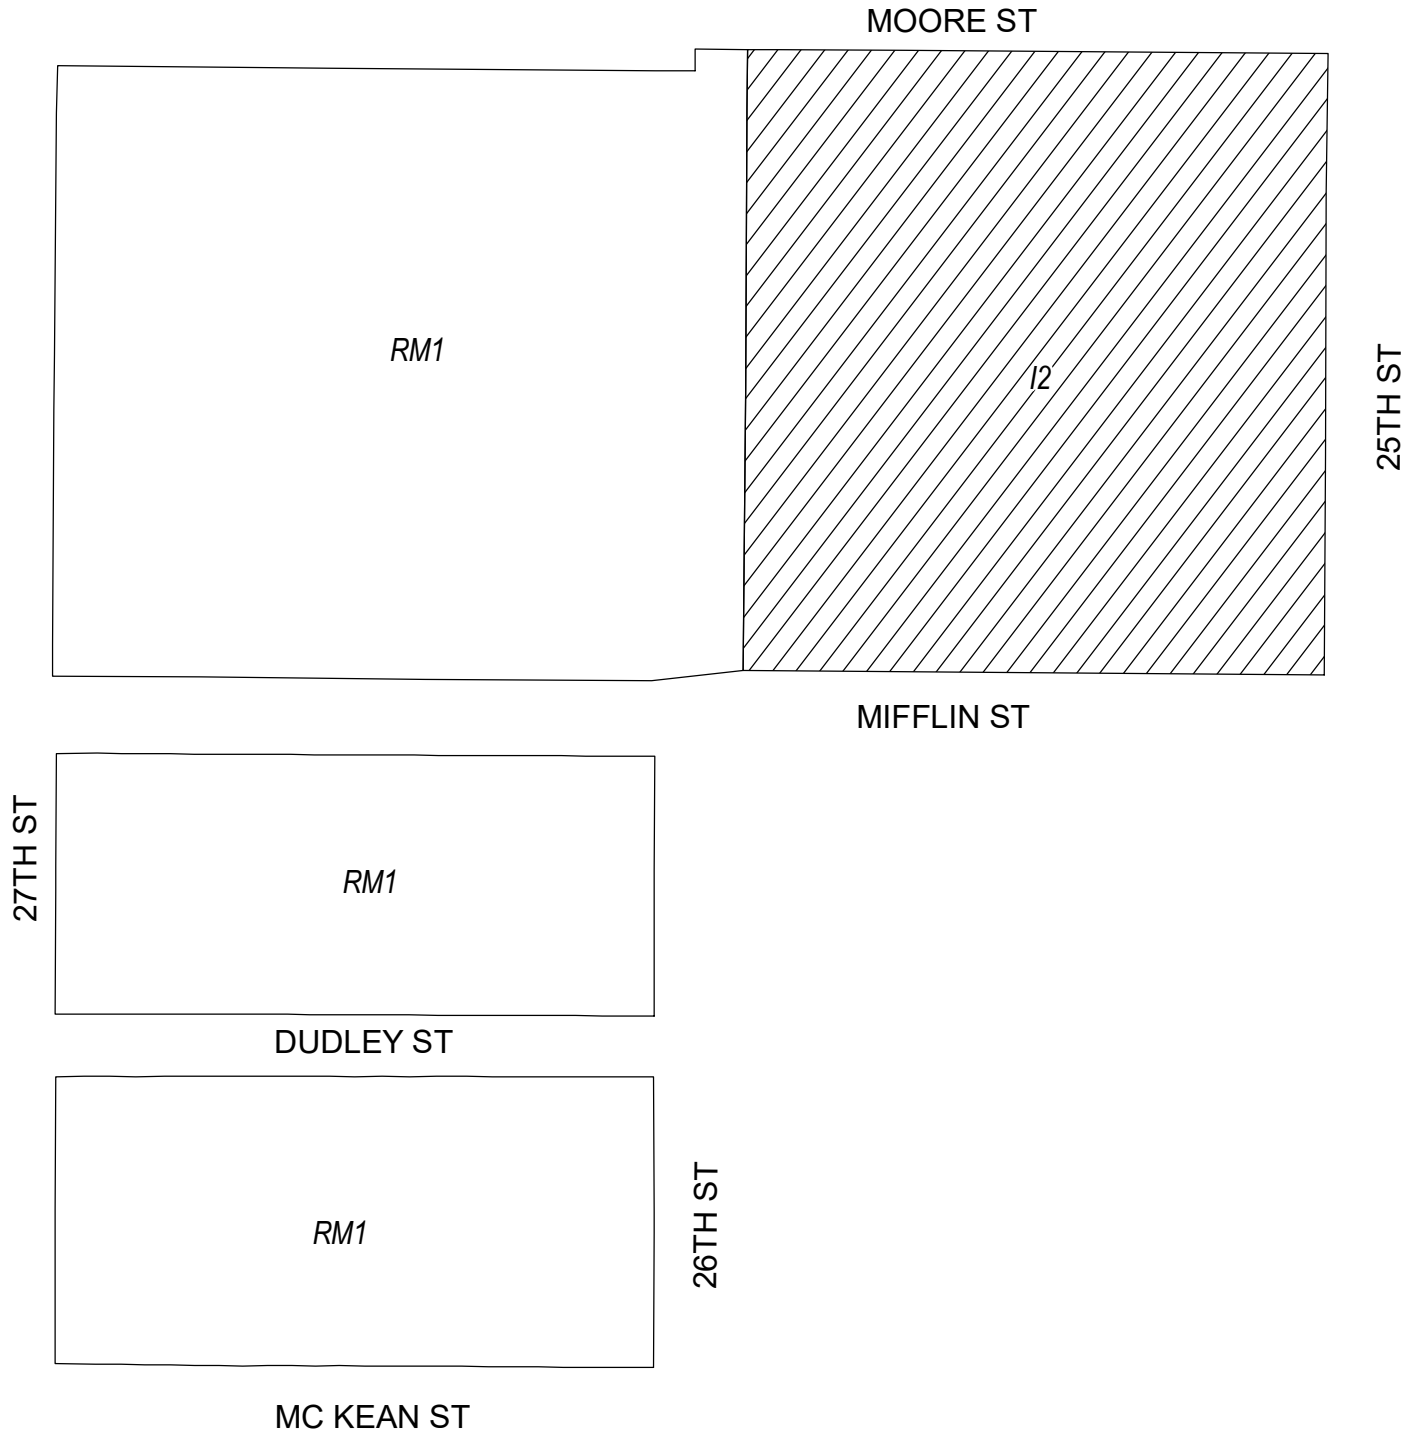 MOORE ST
RM1
I2
25TH ST
MIFFLIN ST
27TH ST
RM1
DUDLEY ST
RM1
26TH ST
MC KEAN ST